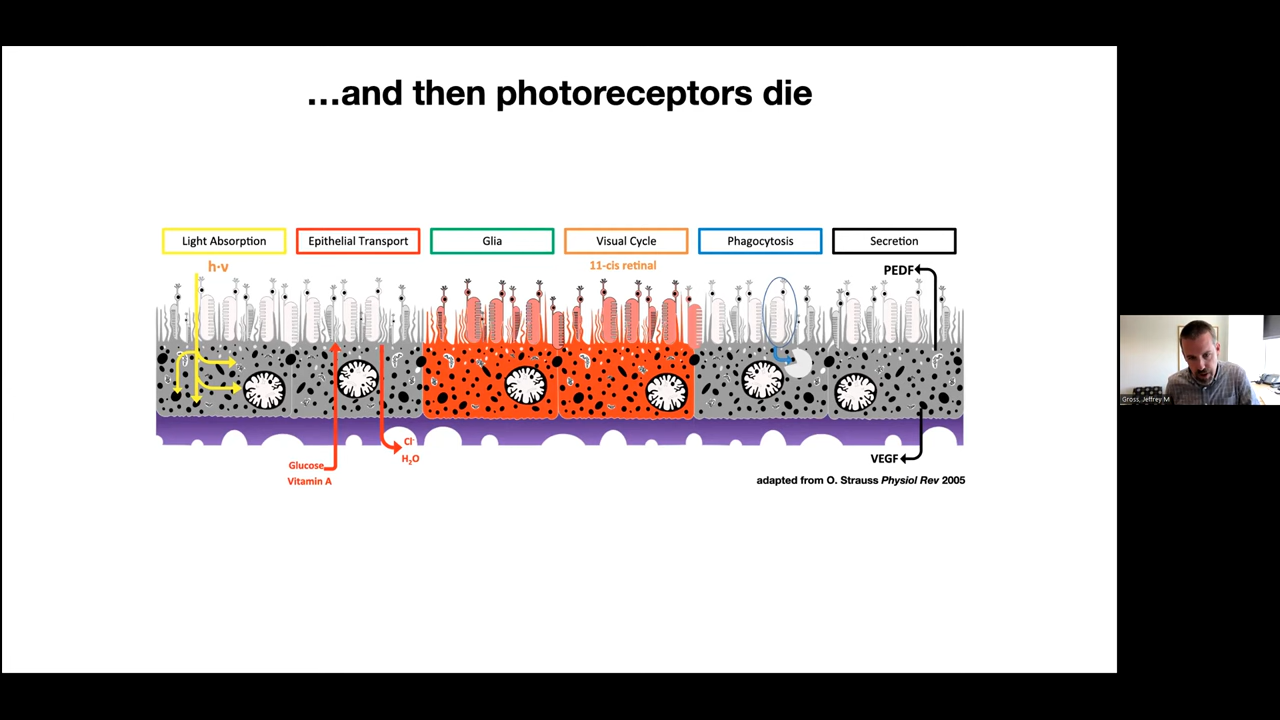 ...and then photoreceptors die
Light Absorption
Epithelial Transport
Glia
Visual Cycle
Phagocytosis
Secretion
h·ν
11-cis retinal
PEDF
Cl⁻
H₂O
Glucose
Vitamin A
VEGF
adapted from O. Strauss Physiol Rev 2005
Gross, Jeffrey M